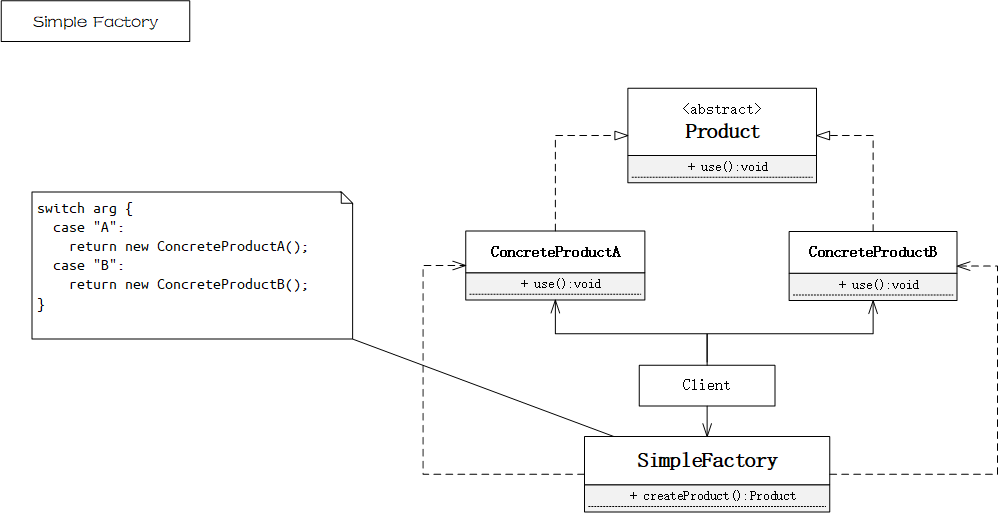 Simple Factory
<abstract>
Product
+ use():void
switch arg {
  case "A":
    return new ConcreteProductA();
  case "B":
    return new ConcreteProductB();
}
ConcreteProductA
+ use():void
ConcreteProductB
+ use():void
Client
SimpleFactory
+ createProduct():Product